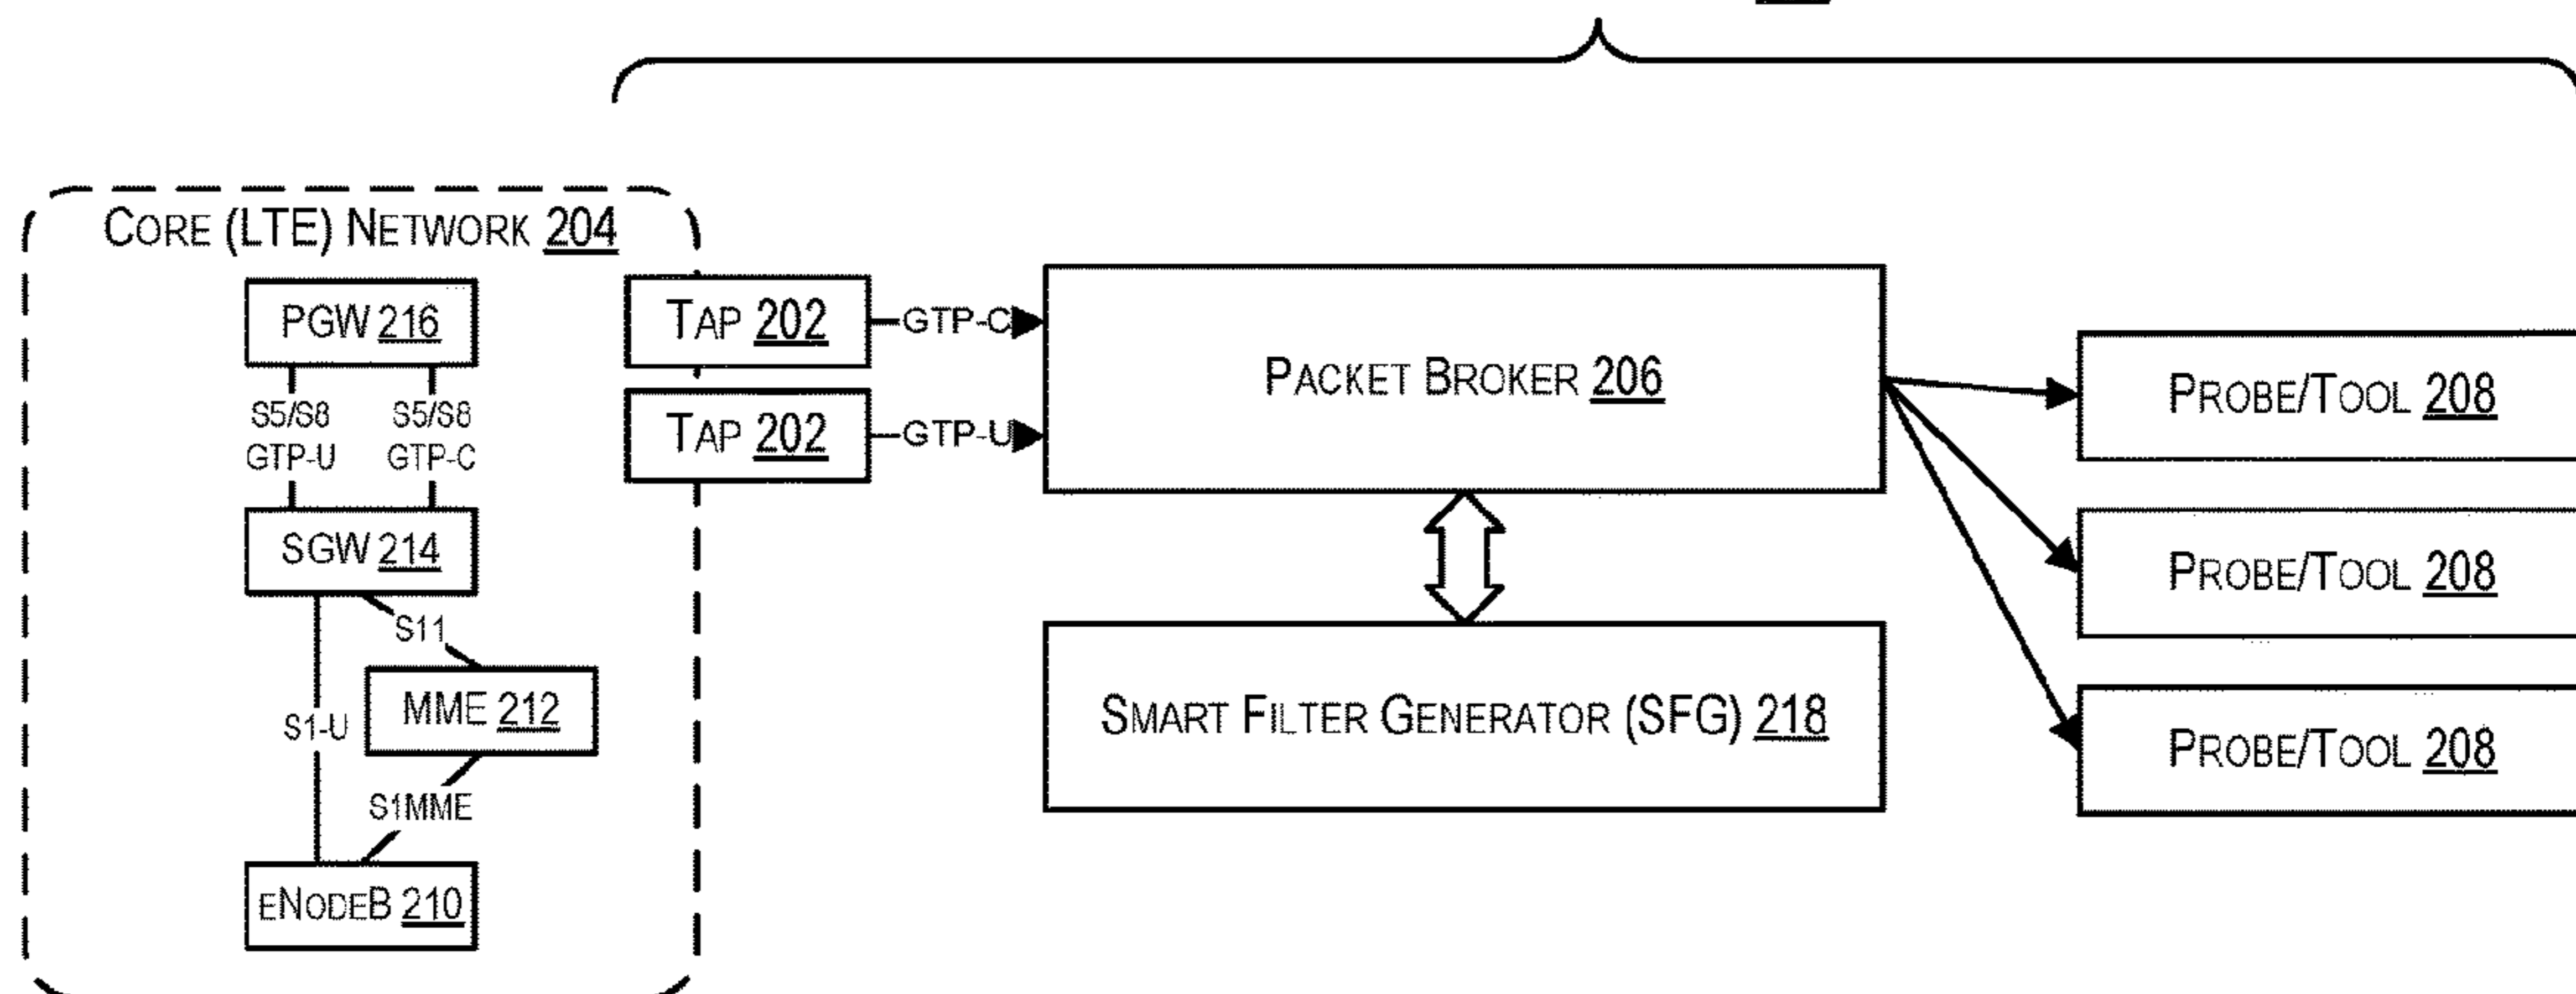 CORE (LTE) NETWORK 204
PGW 216
S5/S8 GTP-U
S5/S8 GTP-C
SGW 214
S11
MME 212
S1-U
S1MME
ENODEB 210
TAP 202
GTP-C
TAP 202
GTP-U
PACKET BROKER 206
SMART FILTER GENERATOR (SFG) 218
PROBE/TOOL 208
PROBE/TOOL 208
PROBE/TOOL 208